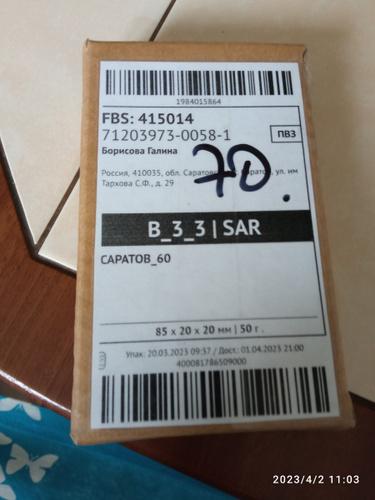 1984015864
FBS: 415014
71203973-0058-1
ПВЗ
Борисова Галина
70.
Россия, 410035, обл. Саратовс
Саратов, ул. им
Тархова С.Ф., д. 29
B_3_3 | SAR
САРАТОВ_60
85 x 20 x 20 мм | 50 г.
Упак: 20.03.2023 09:37 / Дост: 01.04.2023 21:00
400081786509000
2023/4/2 11:03